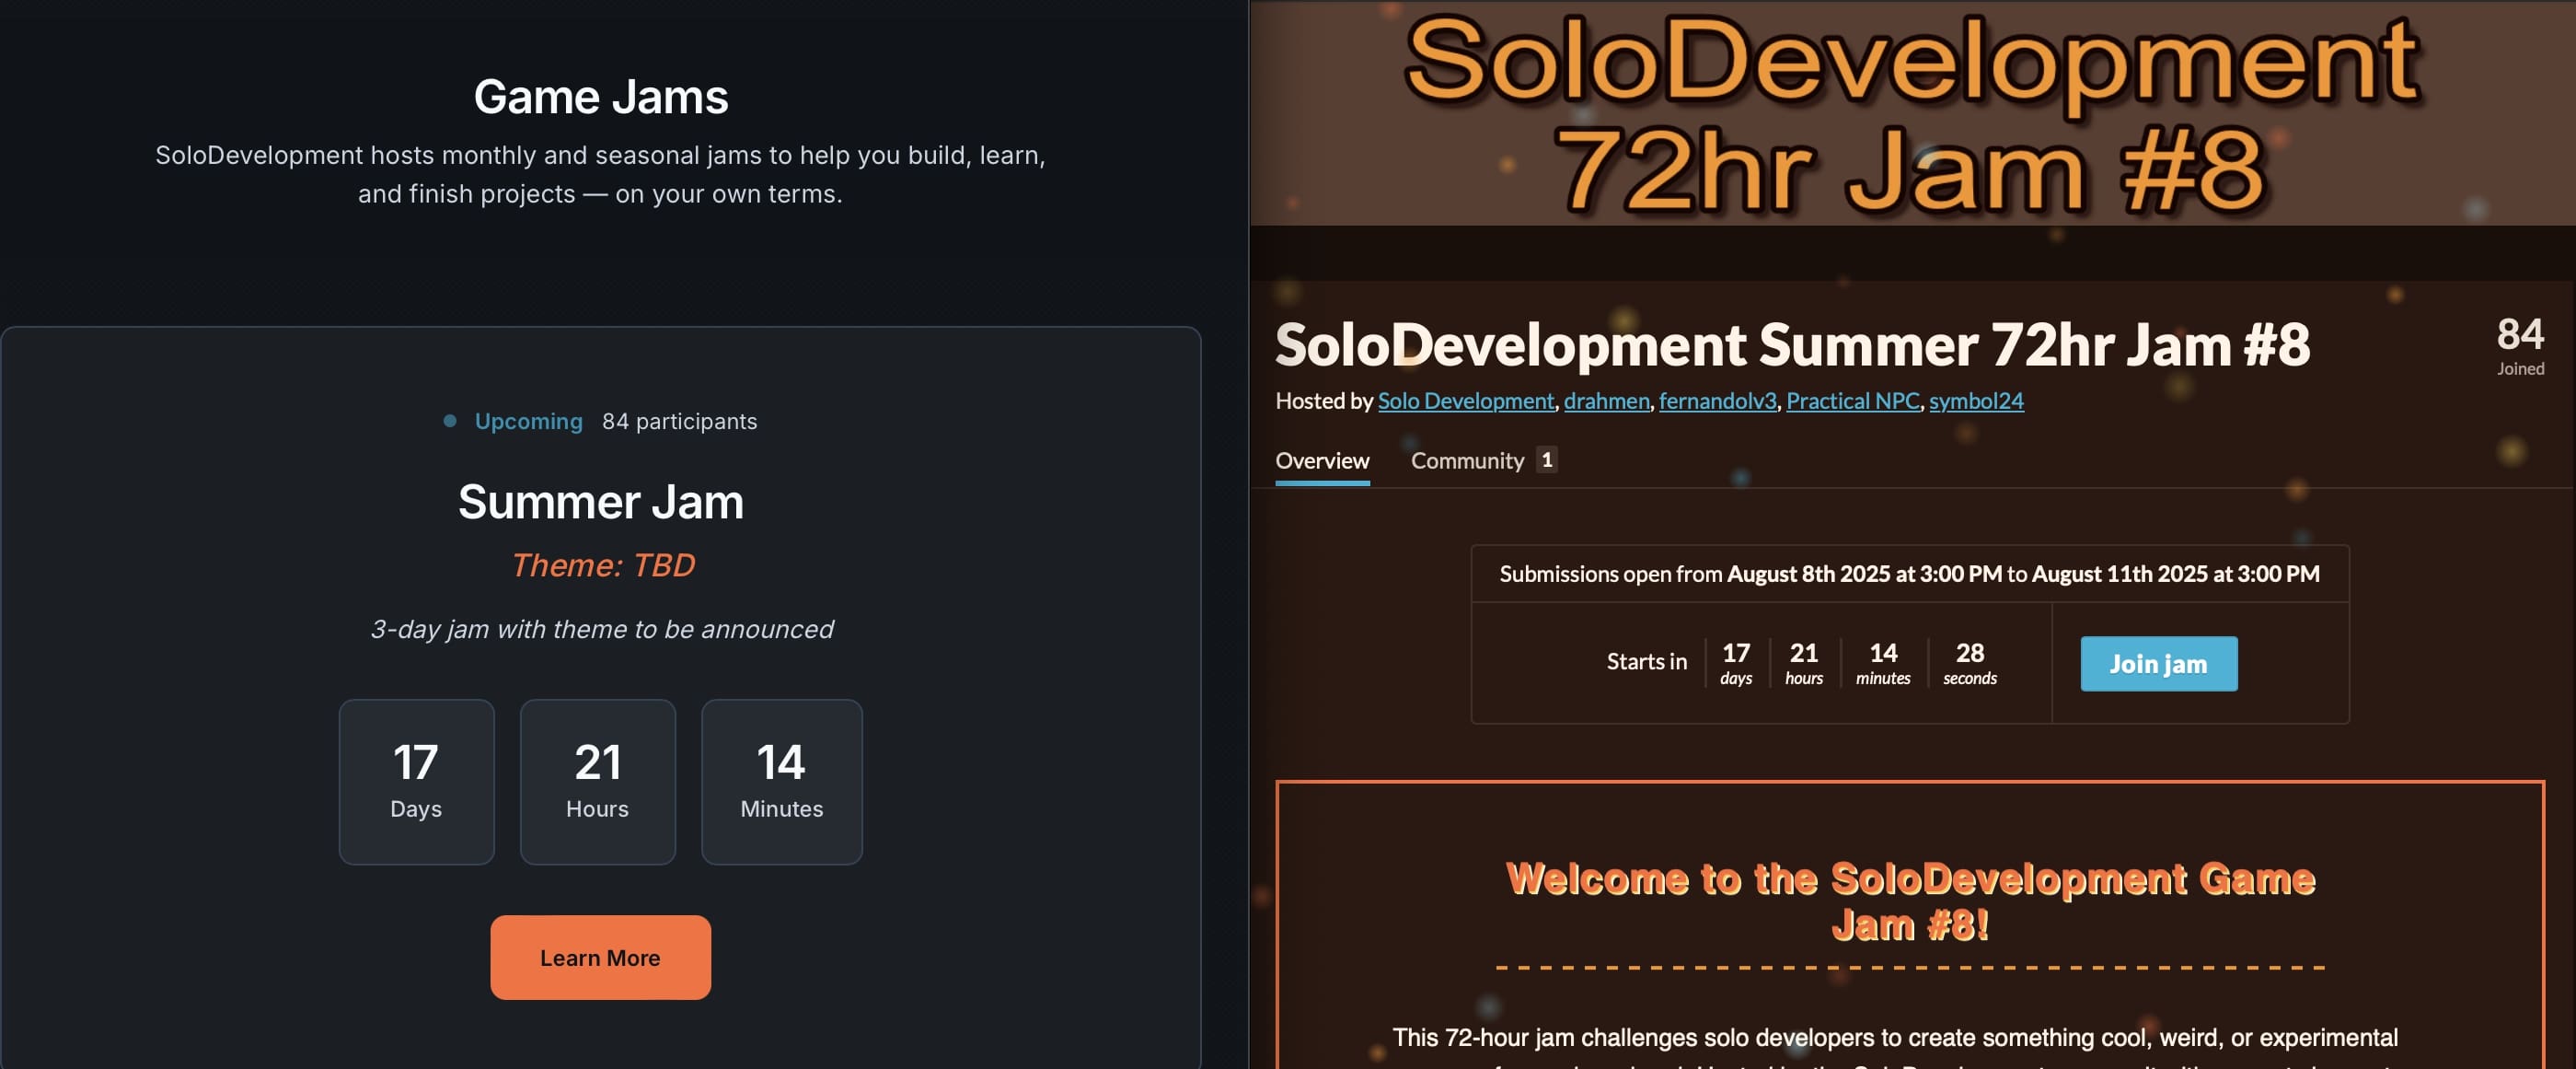 Game Jams
SoloDevelopment hosts monthly and seasonal jams to help you build, learn,
and finish projects — on your own terms.
Upcoming 84 participants
Summer Jam
Theme: TBD
3-day jam with theme to be announced
17 21 14
Days Hours Minutes
Learn More
SoloDevelopment
72hr Jam #8
SoloDevelopment Summer 72hr Jam #8
84
Joined
Hosted by Solo Development, drahmen, fernandolv3, Practical NPC, symbol24
Overview Community 1
Submissions open from August 8th 2025 at 3:00 PM to August 11th 2025 at 3:00 PM
Starts in 17 21 14 28
days hours minutes seconds
Join jam
Welcome to the SoloDevelopment Game
Jam #8!
This 72-hour jam challenges solo developers to create something cool, weird, or experimental